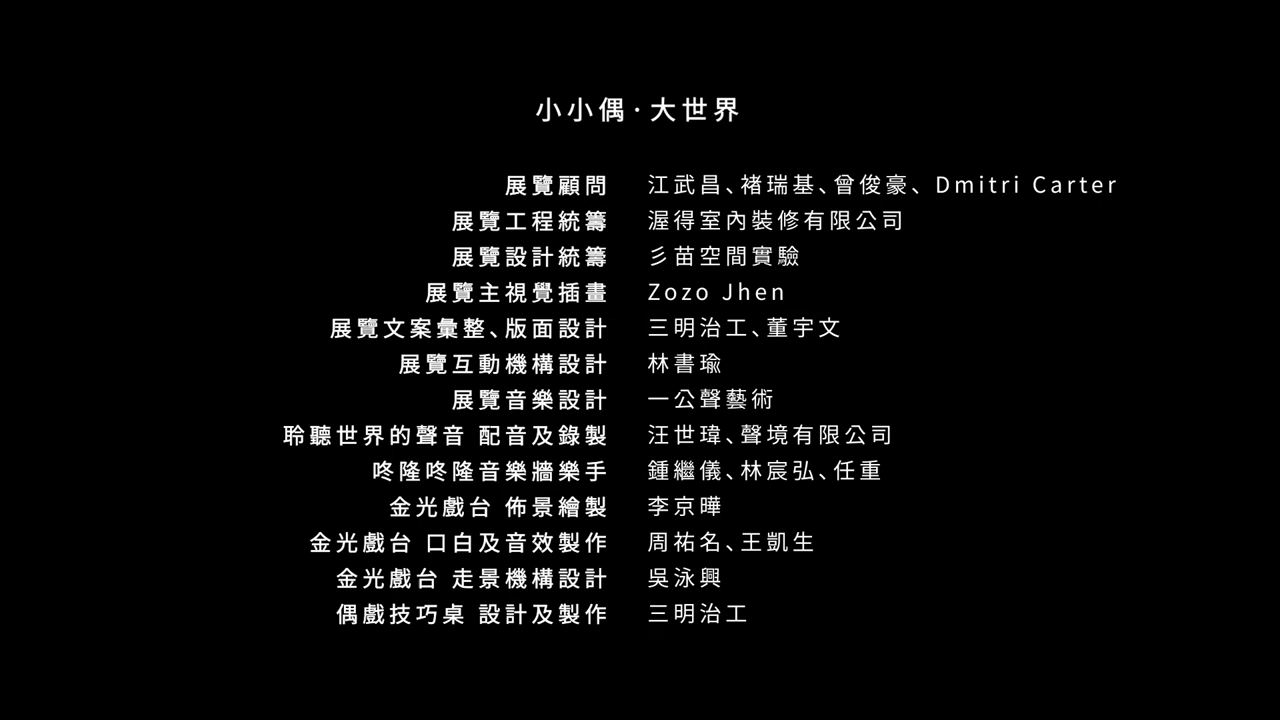 小小偶·大世界
展覽顧問 江武昌、褚瑞基、曾俊豪、 Dmitri Carter
展覽工程統籌 渥得室內裝修有限公司
展覽設計統籌 彡苗空間實驗
展覽主視覺插畫 Zozo Jhen
展覽文案彙整、版面設計 三明治工、董宇文
展覽互動機構設計 林書瑜
展覽音樂設計 一公聲藝術
聆聽世界的聲音 配音及錄製 汪世瑋、聲境有限公司
咚隆咚隆音樂牆樂手 鍾繼儀、林宸弘、任重
金光戲台 佈景繪製 李京曄
金光戲台 口白及音效製作 周祐名、王凱生
金光戲台 走景機構設計 吳泳興
偶戲技巧桌 設計及製作 三明治工